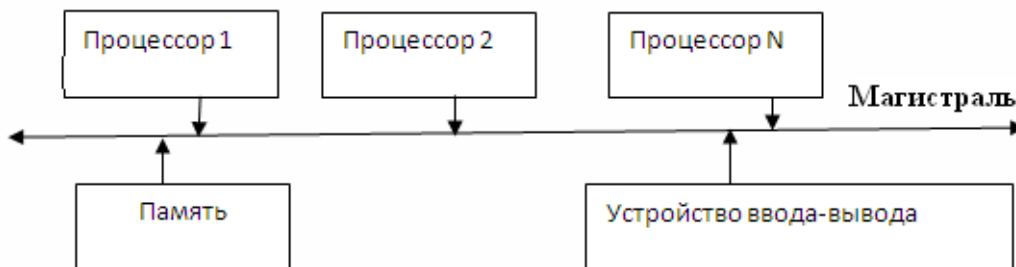 Процессор 1
Процессор 2
Процессор N
Магистраль
Память
Устройство ввода-вывода